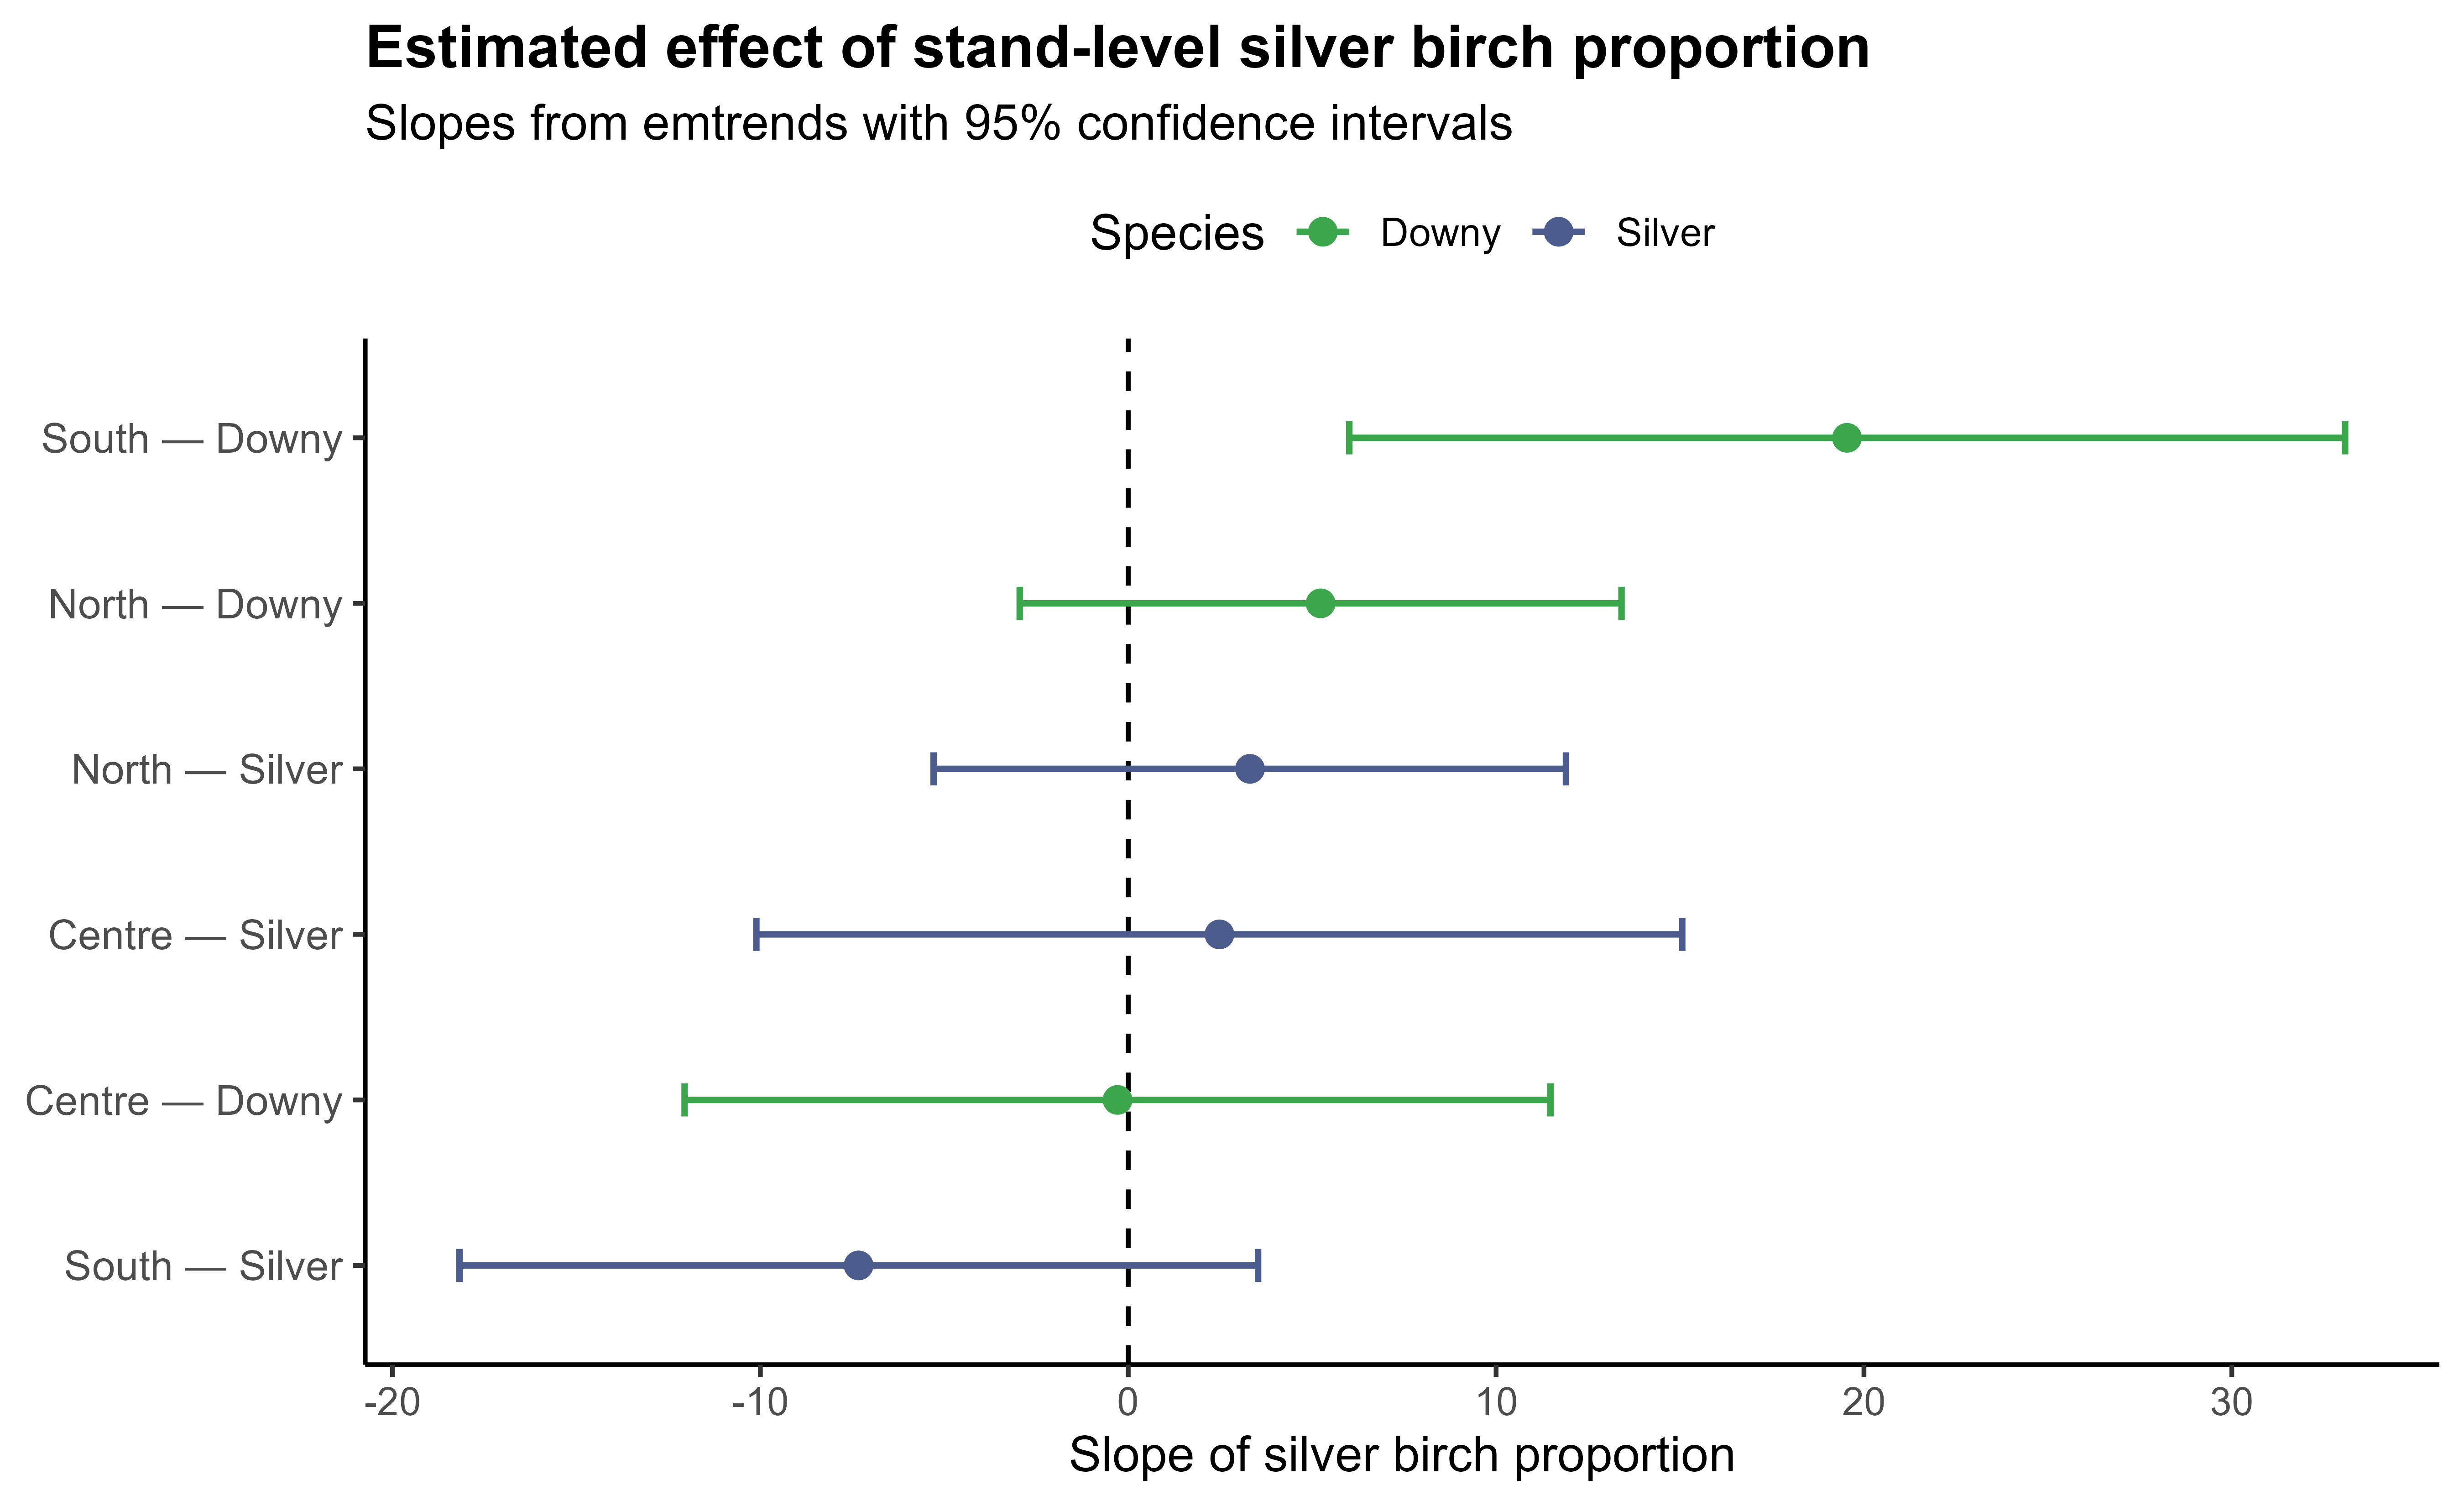 Estimated effect of stand-level silver birch proportion
Slopes from emtrends with 95% confidence intervals
Species Downy Silver
South — Downy
North — Downy
North — Silver
Centre — Silver
Centre — Downy
South — Silver
-20 -10 0 10 20 30
Slope of silver birch proportion